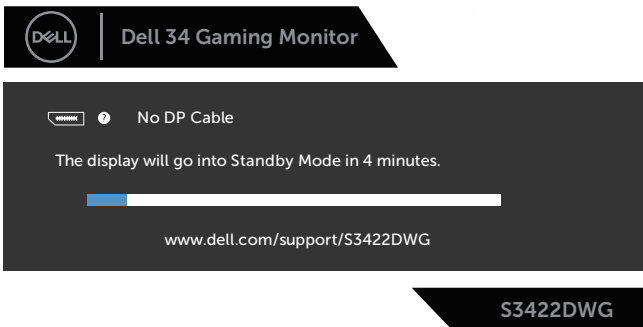 DELL
Dell 34 Gaming Monitor
? No DP Cable
The display will go into Standby Mode in 4 minutes.
www.dell.com/support/S3422DWG
S3422DWG